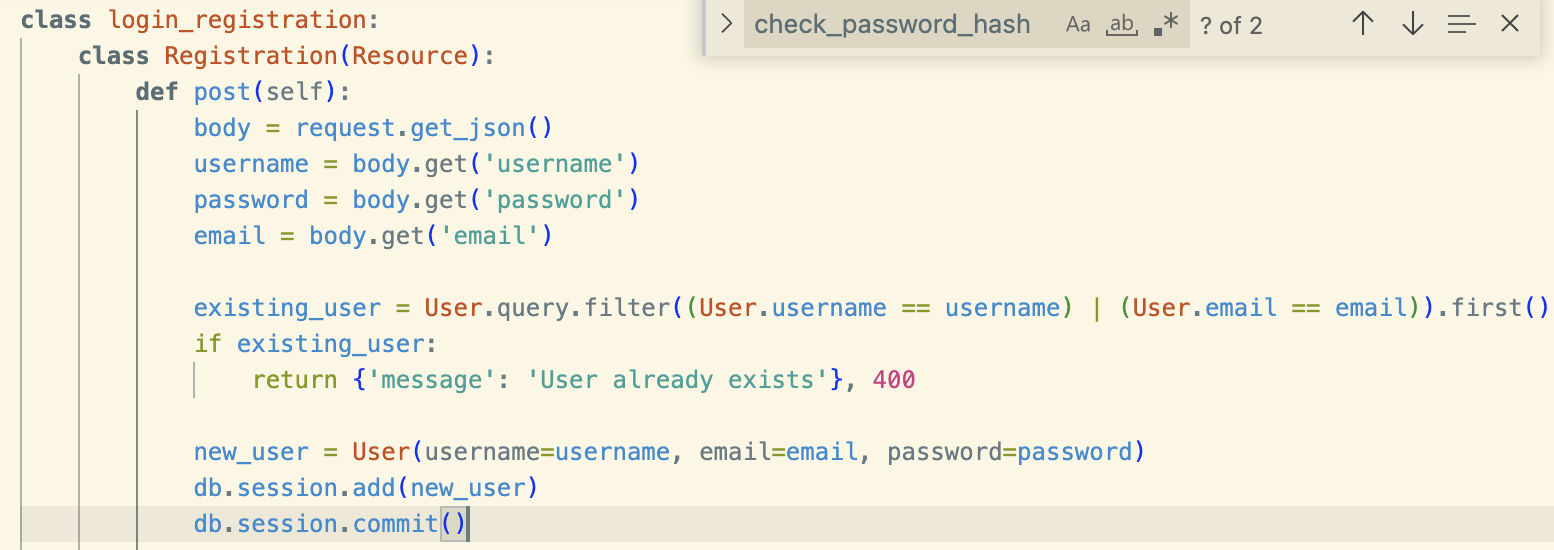 class login_registration:
check_password_hash Aa ab .* ? of 2
class Registration(Resource):
def post(self):
body = request.get_json()
username = body.get('username')
password = body.get('password')
email = body.get('email')
existing_user = User.query.filter((User.username == username) | (User.email == email)).first()
if existing_user:
return {'message': 'User already exists'}, 400
new_user = User(username=username, email=email, password=password)
db.session.add(new_user)
db.session.commit()